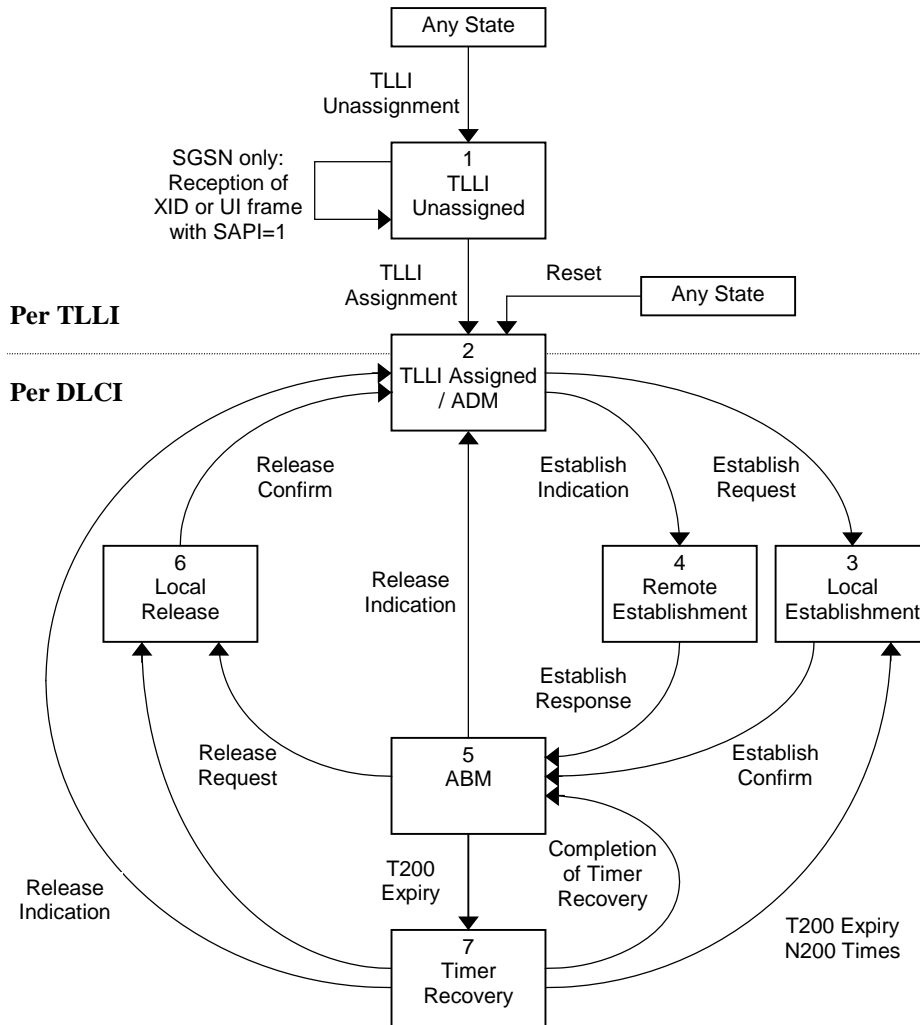 Any State
TLLI
Unassignment
SGSN only:
Reception of
XID or UI frame
with SAPI=1
1
TLLI
Unassigned
TLLI
Assignment
Reset
Any State
Per TLLI
2
TLLI Assigned
/ ADM
Per DLCI
Release
Confirm
Establish
Indication
Establish
Request
6
Local
Release
Release
Indication
4
Remote
Establishment
3
Local
Establishment
Establish
Response
Release
Request
5
ABM
Establish
Confirm
T200
Expiry
Completion
of Timer
Recovery
Release
Indication
T200 Expiry
N200 Times
7
Timer
Recovery